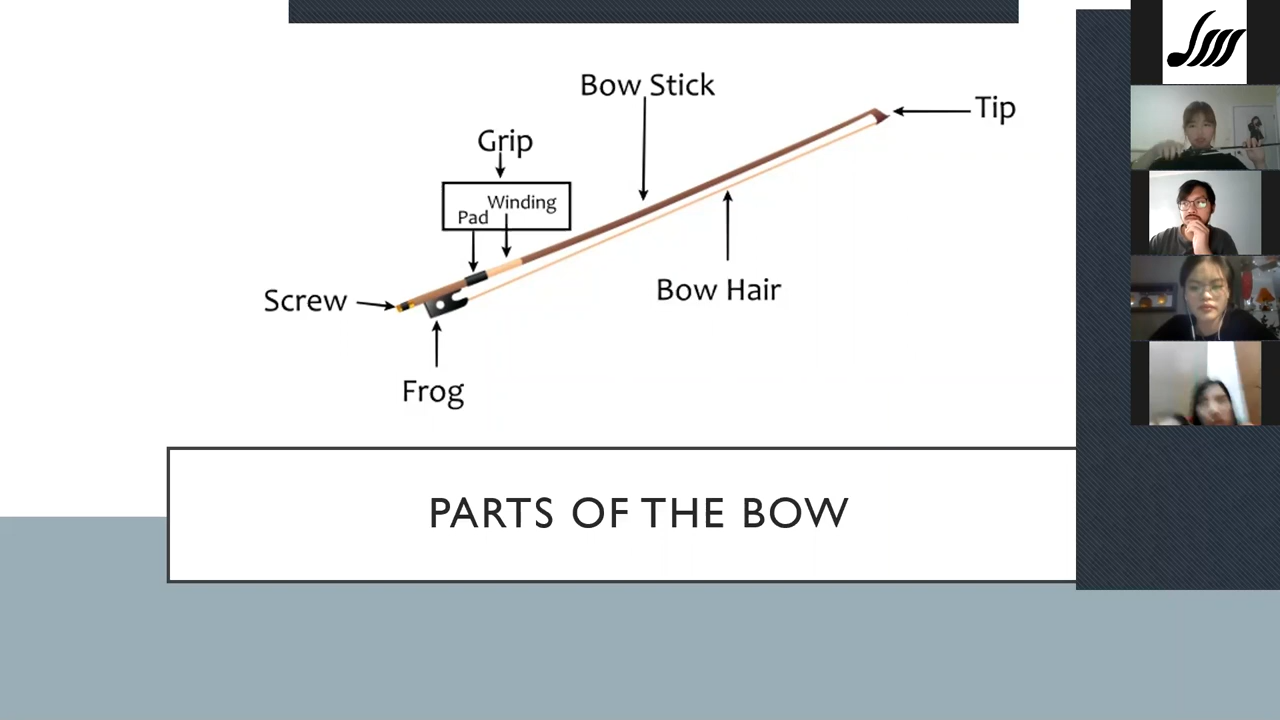 Bow Stick
Tip
Grip
Winding
Pad
Bow Hair
Screw
Frog
PARTS OF THE BOW